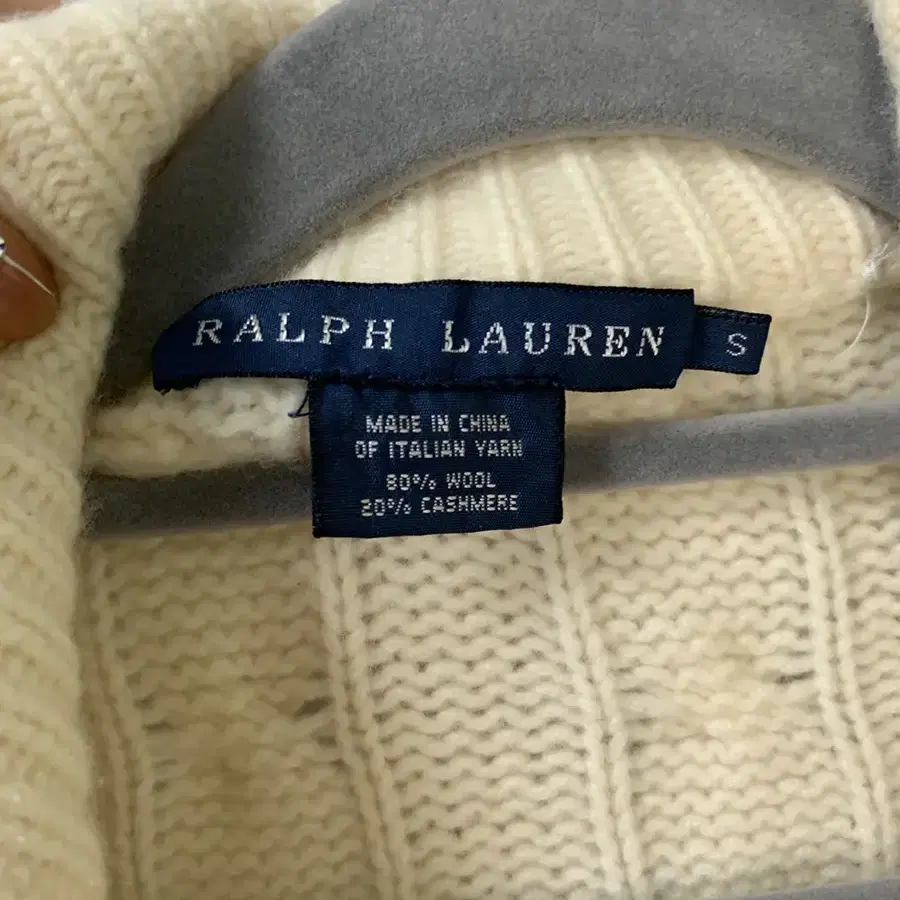 RALPH LAUREN
S
MADE IN CHINA
OF ITALIAN YARN
80% WOOL
20% CASHMERE